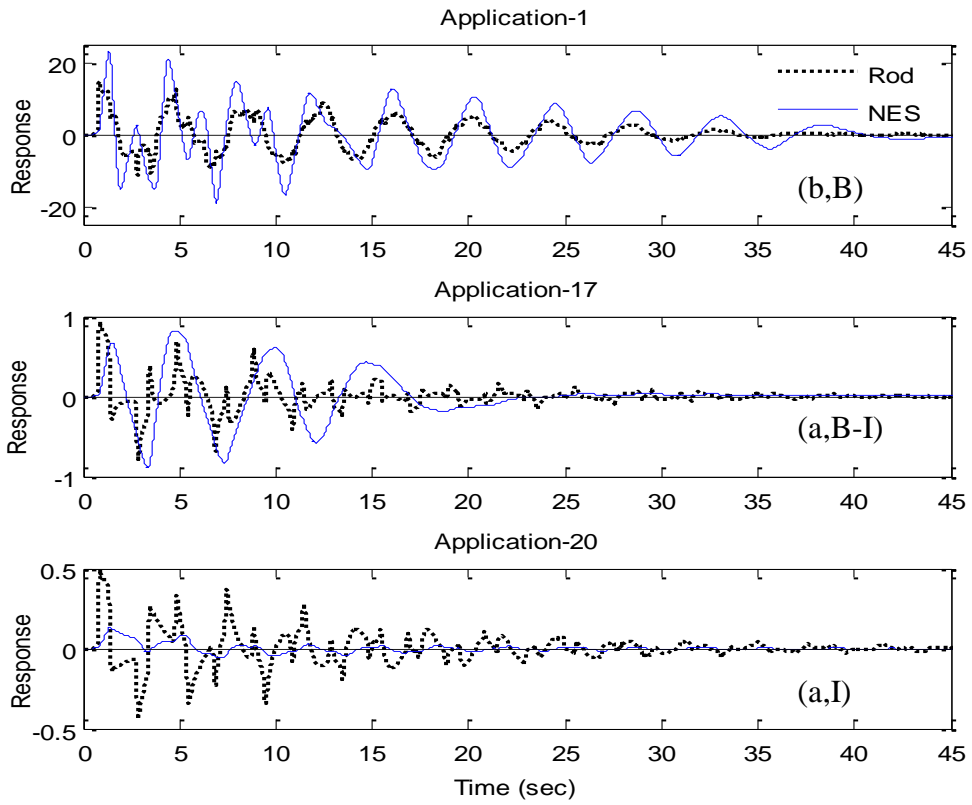 Application-1
Response
20
0
-20
Rod
NES
(b,B)
0 5 10 15 20 25 30 35 40 45
Application-17
Response
1
0
-1
(a,B-I)
0 5 10 15 20 25 30 35 40 45
Application-20
Response
0.5
0
-0.5
(a,I)
0 5 10 15 20 25 30 35 40 45
Time (sec)